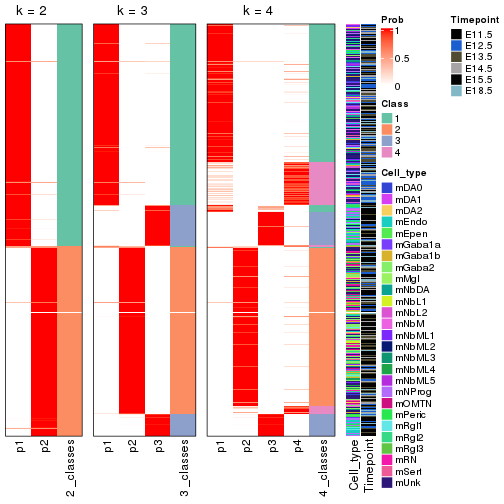 k = 2
k = 3
k = 4
p1
p2
2_classes
p1
p2
p3
3_classes
p1
p2
p3
p4
4_classes
Cell_type
Timepoint
Prob
1
0.5
0
Class
1
2
3
4
Cell_type
mDA0
mDA1
mDA2
mEndo
mEpen
mGaba1a
mGaba1b
mGaba2
mMgl
mNbDA
mNbL1
mNbL2
mNbM
mNbML1
mNbML2
mNbML3
mNbML4
mNbML5
mNProg
mOMTN
mPeric
mRgl1
mRgl2
mRgl3
mRN
mSert
mUnk
Timepoint
E11.5
E12.5
E13.5
E14.5
E15.5
E18.5